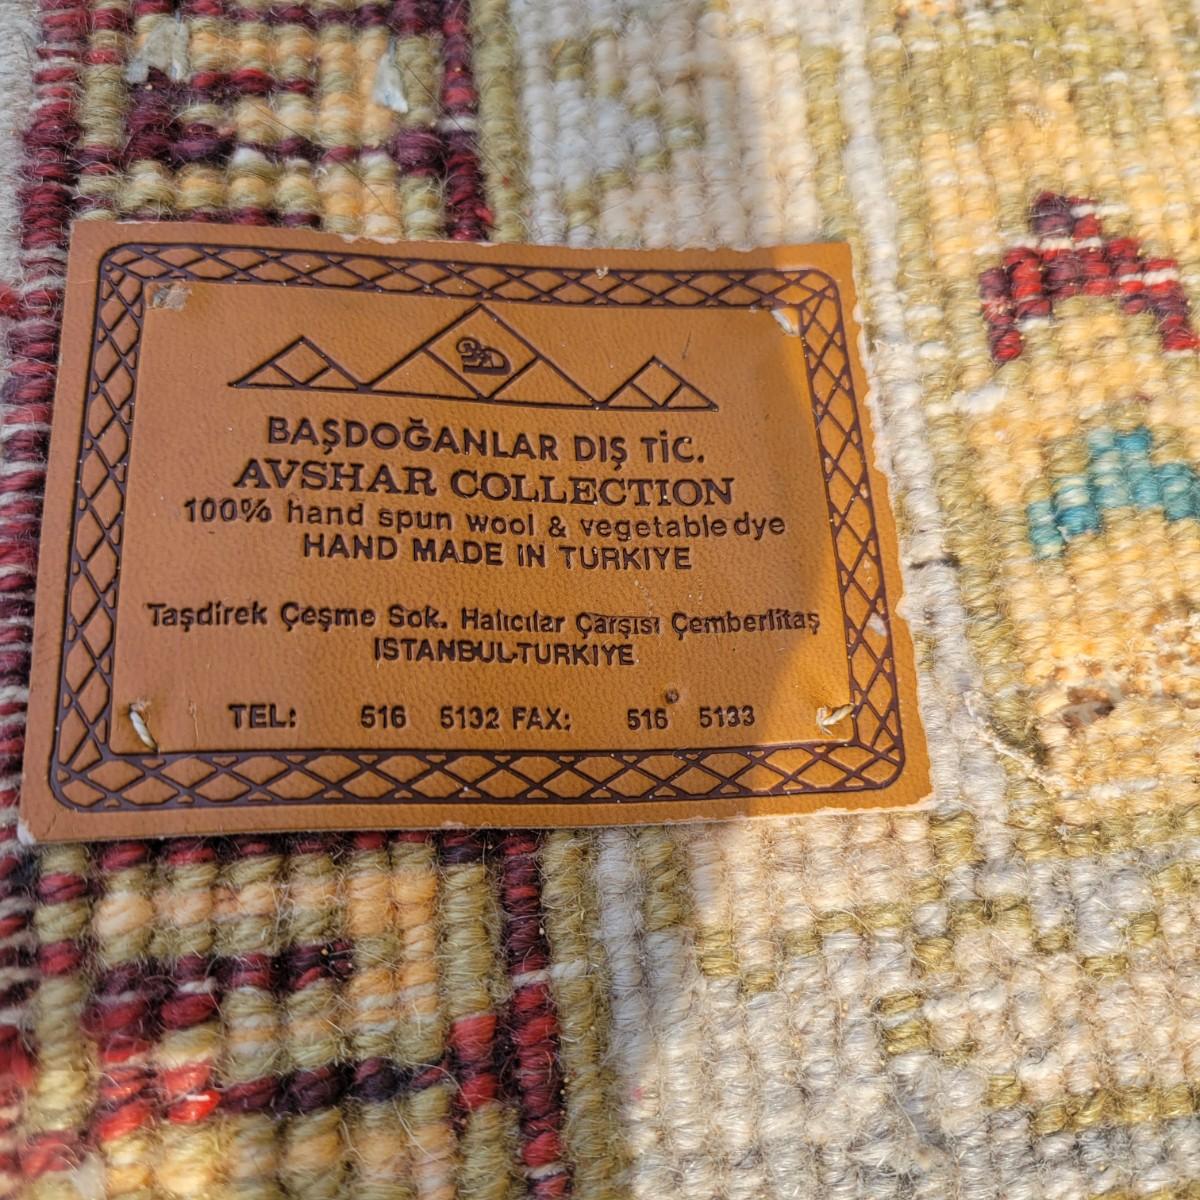 BAŞDOĞANLAR DIŞ TİC.
AVSHAR COLLECTION
100% hand spun wool & vegetable dye
HAND MADE IN TURKIYE
Taşdirek Çeşme Sok. Halıcılar Çarşısı Çemberlitaş
ISTANBUL-TURKIYE
TEL: 516 5132 FAX: 516 5133